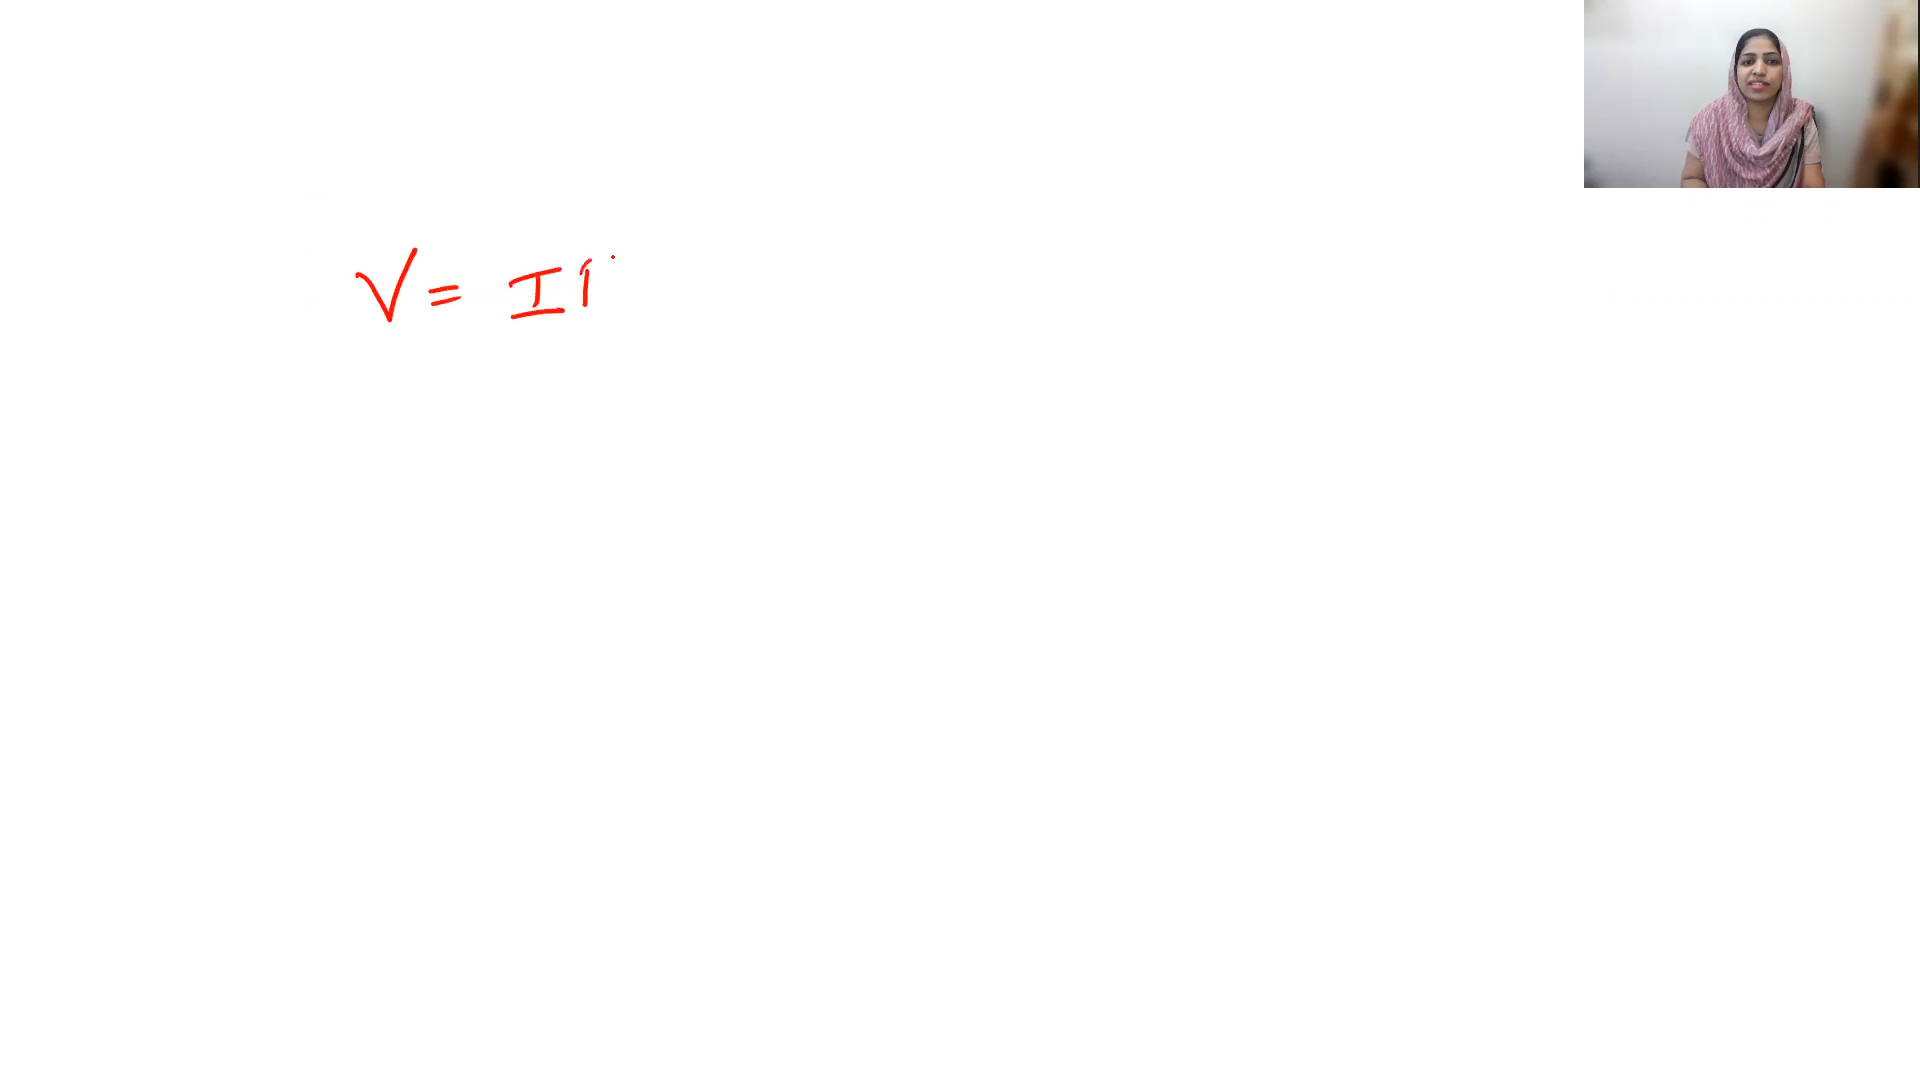 V = I